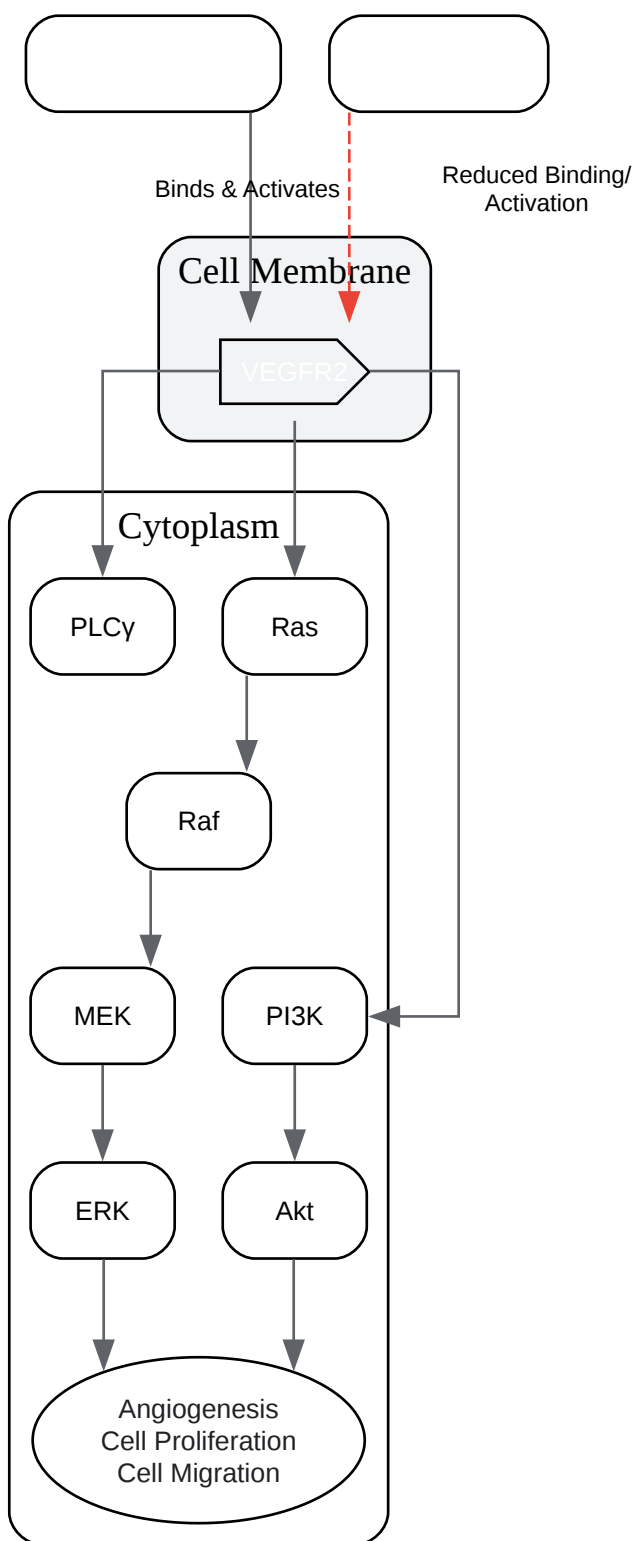 Binds & Activates
Reduced Binding/
Activation
Cell Membrane
VEGFR2
Cytoplasm
PLCγ
Ras
Raf
MEK
PI3K
ERK
Akt
Angiogenesis
Cell Proliferation
Cell Migration